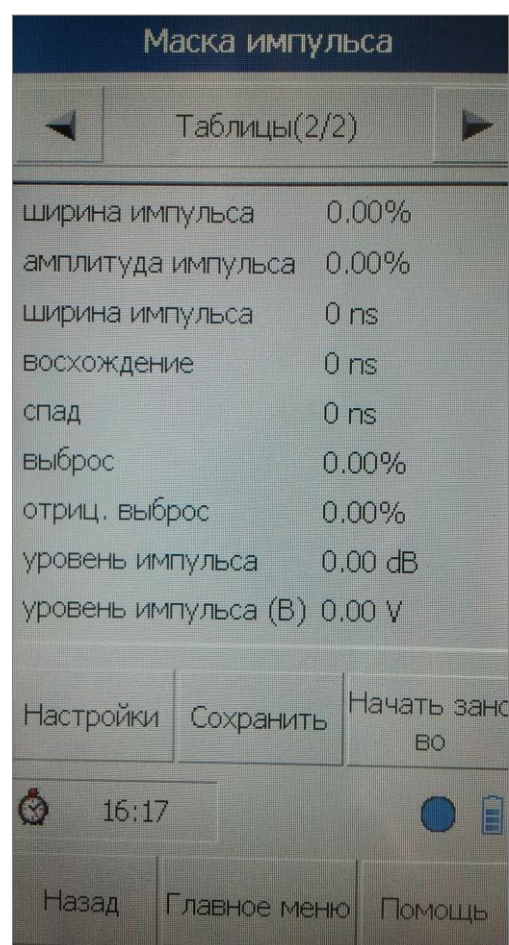 Маска импульса
Таблицы(2/2)
ширина импульса 0.00%
амплитуда импульса 0.00%
ширина импульса 0 ns
восхождение 0 ns
спад 0 ns
выброс 0.00%
отриц. выброс 0.00%
уровень импульса 0.00 dB
уровень импульса (В) 0.00 V
Настройки Сохранить Начать зано
во
16:17
Назад Главное меню Помощь